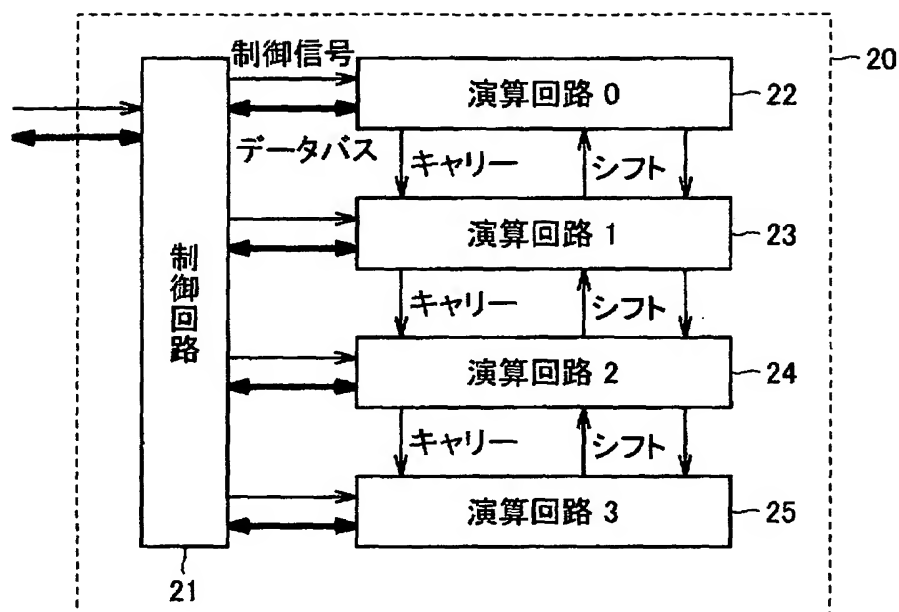 制御信号
20
演算回路 0
22
データバス
キャリー
シフト
演算回路 1
23
制御回路
キャリー
シフト
演算回路 2
24
キャリー
シフト
演算回路 3
25
21